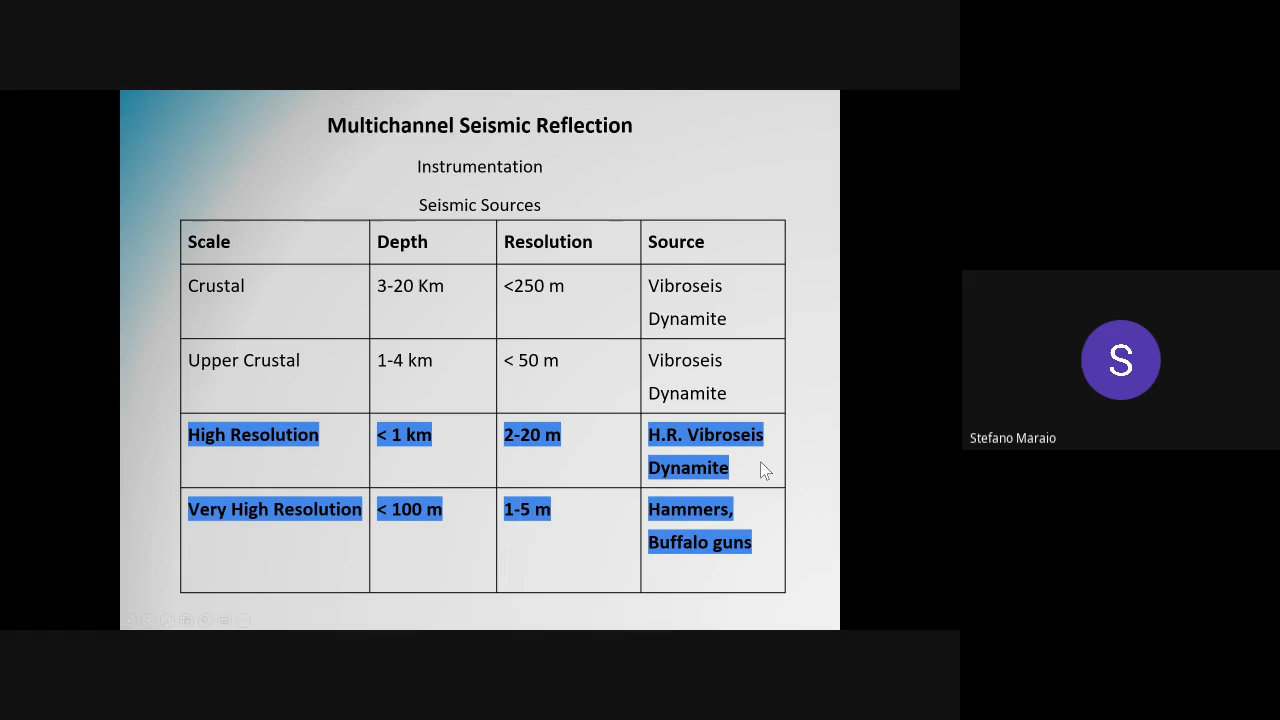 Multichannel Seismic Reflection
Instrumentation
Seismic Sources
Scale Depth Resolution Source
Crustal 3-20 Km <250 m Vibroseis
Dynamite
Upper Crustal 1-4 km < 50 m Vibroseis
Dynamite
High Resolution < 1 km 2-20 m H.R. Vibroseis
Dynamite
Very High Resolution < 100 m 1-5 m Hammers,
Buffalo guns
S
Stefano Maraio